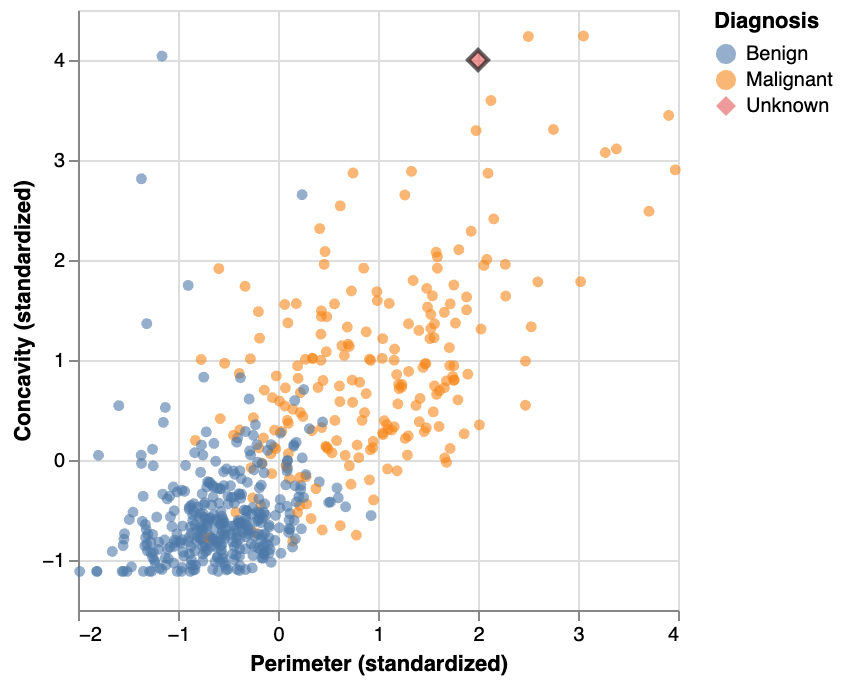 Diagnosis
Benign
Malignant
Unknown
4
3
2
1
0
−1
Concavity (standardized)
−2
−1
0
1
2
3
4
Perimeter (standardized)